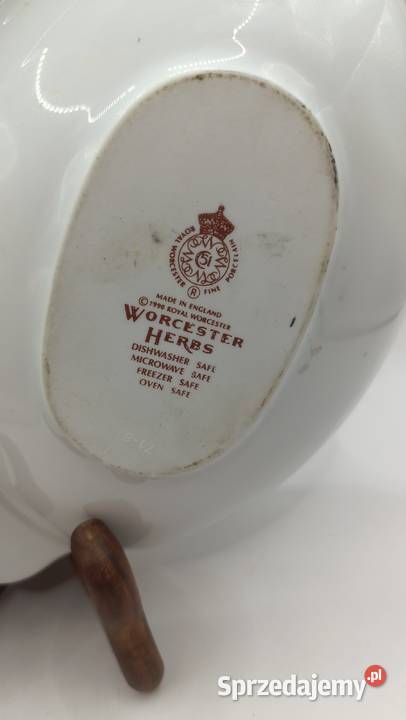 ROYAL WORCESTER
FINE PORCELAIN
51
®
MADE IN ENGLAND
© 1998 ROYAL WORCESTER
WORCESTER
HERBS
DISHWASHER SAFE
MICROWAVE SAFE
FREEZER SAFE
OVEN SAFE
Sprzedajemy.pl